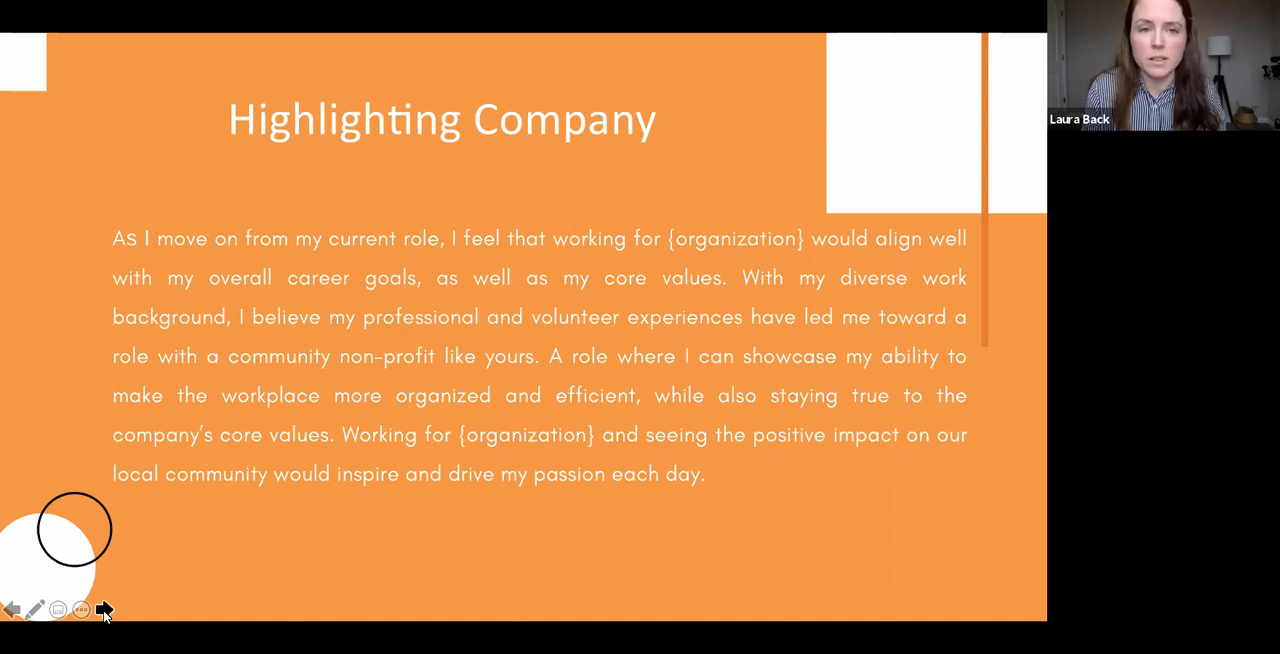 Highlighting Company
As I move on from my current role, I feel that working for {organization} would align well
with my overall career goals, as well as my core values. With my diverse work
background, I believe my professional and volunteer experiences have led me toward a
role with a community non-profit like yours. A role where I can showcase my ability to
make the workplace more organized and efficient, while also staying true to the
company's core values. Working for {organization} and seeing the positive impact on our
local community would inspire and drive my passion each day.
Laura Back